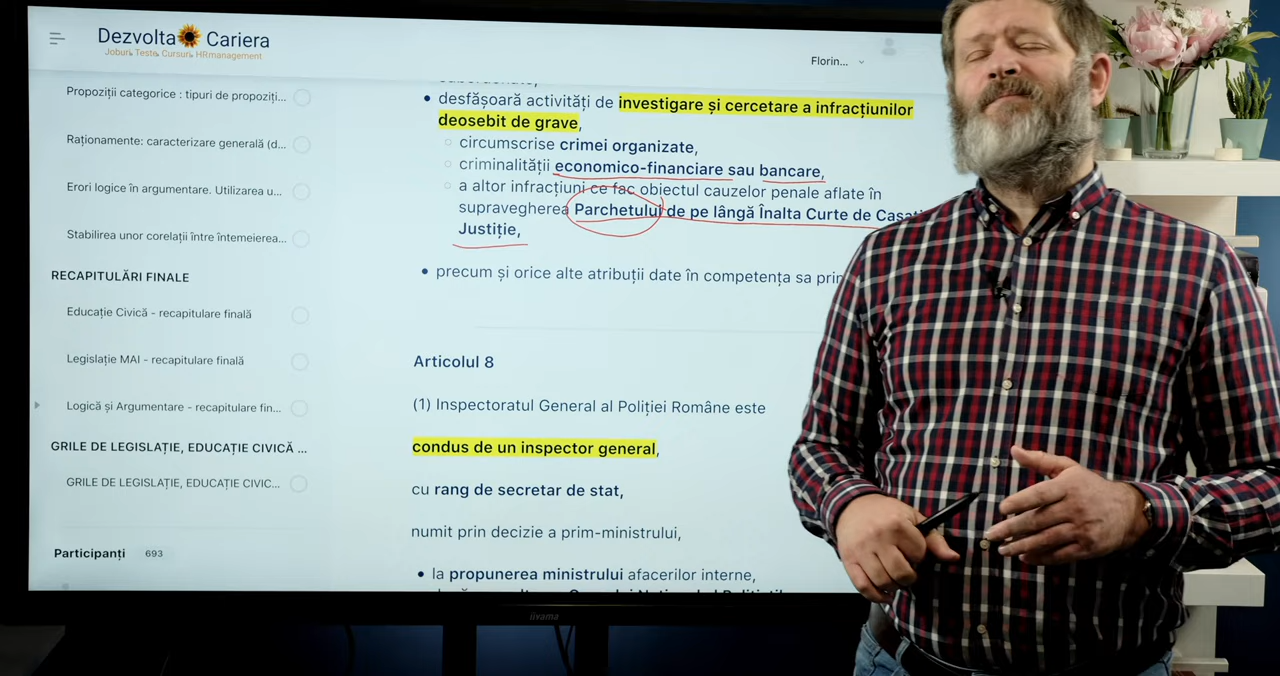 Dezvolta Cariera
Joburi, Teste, Cursuri, HRmanagement
Florin...
Propoziții categorice : tipuri de propoziți...
Raționamente: caracterizare generală (d...
Erori logice în argumentare. Utilizarea u...
Stabilirea unor corelații între întemeierea...
RECAPITULĂRI FINALE
Educație Civică - recapitulare finală
Legislație MAI - recapitulare finală
Logică și Argumentare - recapitulare fin...
GRILE DE LEGISLAȚIE, EDUCAȚIE CIVICĂ ...
GRILE DE LEGISLAȚIE, EDUCAȚIE CIVIC...
Participanți 693
desfășoară activități de investigare și cercetare a infracțiunilor
deosebit de grave,
circumscrise crimei organizate,
criminalității economico-financiare sau bancare,
a altor infracțiuni ce fac obiectul cauzelor penale aflate în
supravegherea Parchetului de pe lângă Înalta Curte de
Justiție,
precum și orice alte atribuții date în competența sa
Articolul 8
(1) Inspectoratul General al Poliției Române este
condus de un inspector general,
cu rang de secretar de stat,
numit prin decizie a prim-ministrului,
la propunerea ministrului afacerilor interne,
iiyama